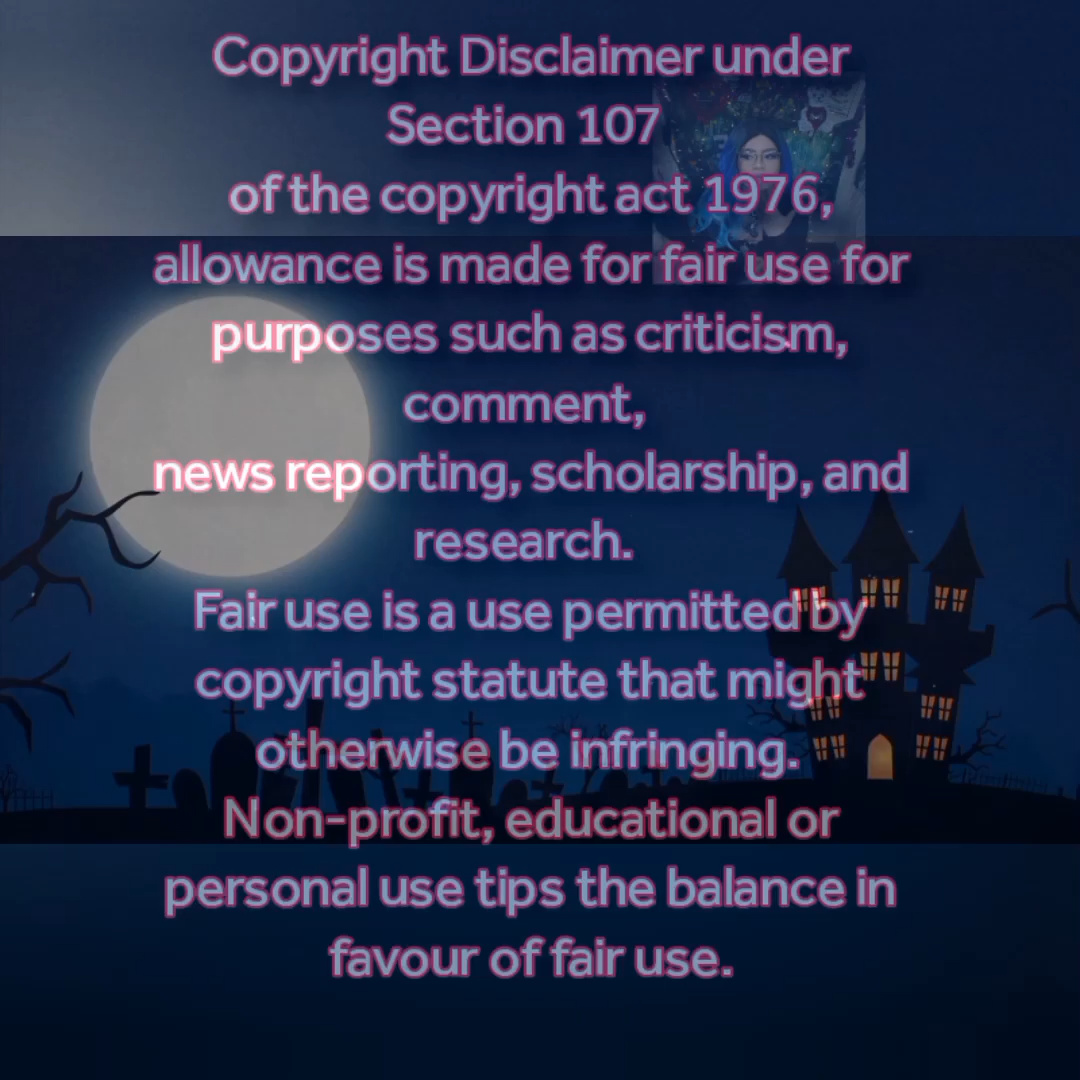 Copyright Disclaimer under
Section 107
of the copyright act 1976,
allowance is made for fair use for
purposes such as criticism,
comment,
news reporting, scholarship, and
research.
Fair use is a use permitted by
copyright statute that might
otherwise be infringing.
Non-profit, educational or
personal use tips the balance in
favour of fair use.